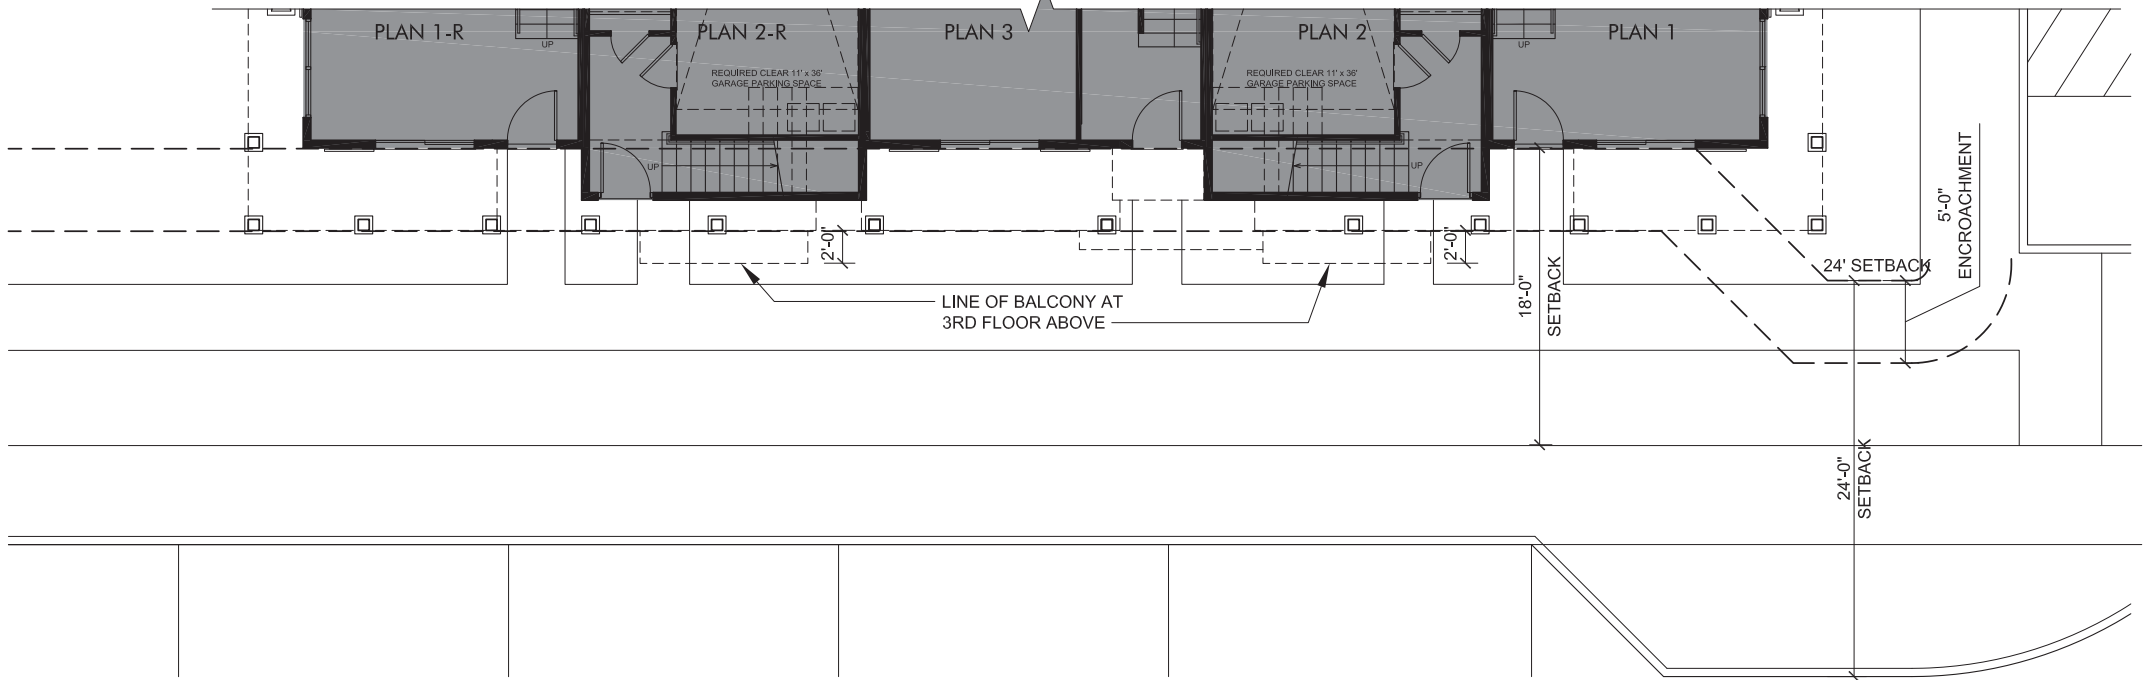 PLAN 1-R
PLAN 2-R
PLAN 3
PLAN 2
PLAN 1
UP
UP
REQUIRED CLEAR 11' x 36'
GARAGE PARKING SPACE
REQUIRED CLEAR 11' x 36'
GARAGE PARKING SPACE
UP
UP
2'-0"
2'-0"
5'-0"
ENCROACHMENT
24' SETBACK
LINE OF BALCONY AT
3RD FLOOR ABOVE
18'-0"
SETBACK
24'-0"
SETBACK